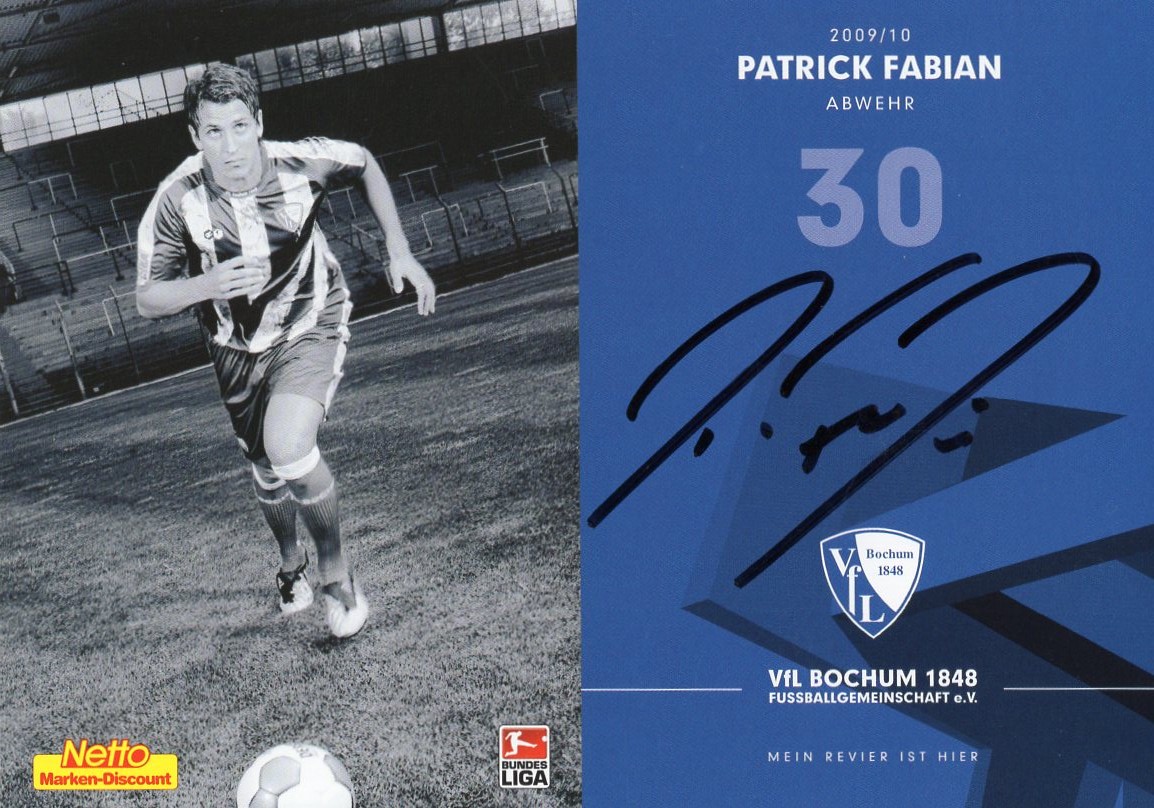 2009/10
PATRICK FABIAN
ABWEHR
30
VfL
Bochum
1848
VfL BOCHUM 1848
FUSSBALLGEMEINSCHAFT e.V.
MEIN REVIER IST HIER
Netto
Marken-Discount
BUNDES
LIGA